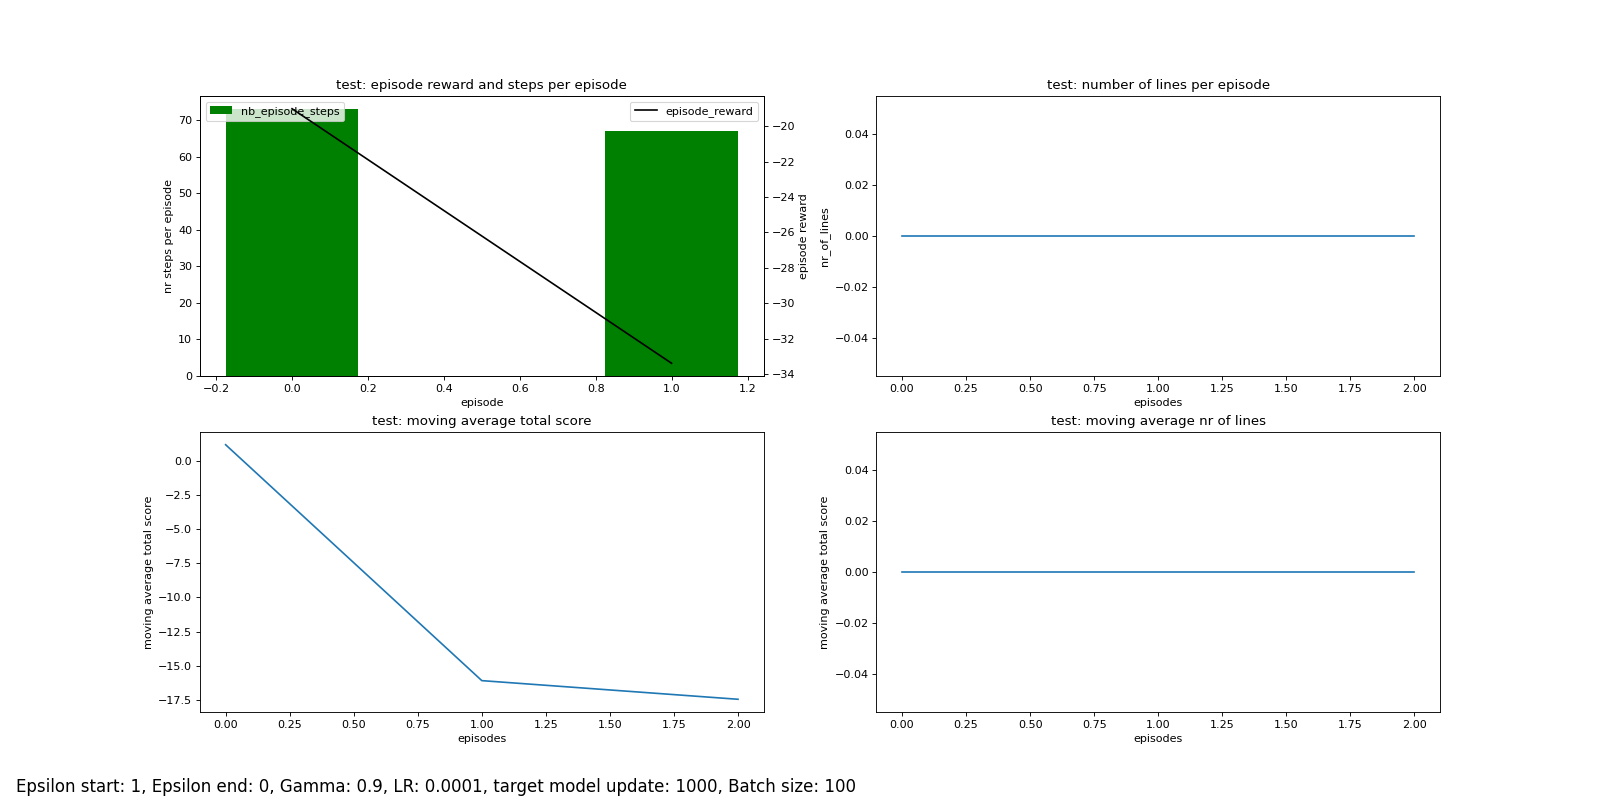 test: episode reward and steps per episode
nb_episode_steps
episode_reward
70
60
50
40
30
20
10
0
nr steps per episode
−20
−22
−24
−26
−28
−30
−32
−34
episode reward
−0.2 0.0 0.2 0.4 0.6 0.8 1.0 1.2
episode
test: number of lines per episode
0.04
0.02
0.00
−0.02
−0.04
nr_of_lines
0.00 0.25 0.50 0.75 1.00 1.25 1.50 1.75 2.00
episodes
test: moving average total score
0.0
−2.5
−5.0
−7.5
−10.0
−12.5
−15.0
−17.5
moving average total score
0.00 0.25 0.50 0.75 1.00 1.25 1.50 1.75 2.00
episodes
test: moving average nr of lines
0.04
0.02
0.00
−0.02
−0.04
moving average total score
0.00 0.25 0.50 0.75 1.00 1.25 1.50 1.75 2.00
episodes
Epsilon start: 1, Epsilon end: 0, Gamma: 0.9, LR: 0.0001, target model update: 1000, Batch size: 100